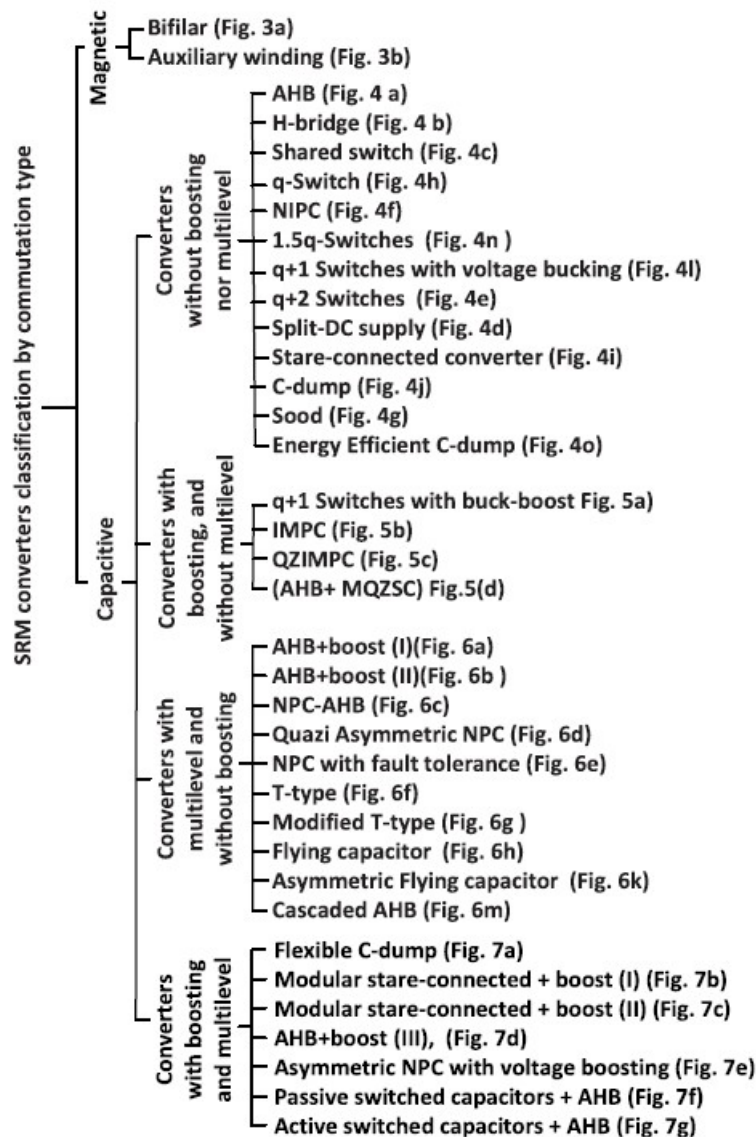 SRM converters classification by commutation type
Magnetic
Bifilar (Fig. 3a)
Auxiliary winding (Fig. 3b)
Capacitive
Converters
without boosting
nor multilevel
AHB (Fig. 4 a)
H-bridge (Fig. 4 b)
Shared switch (Fig. 4c)
q-Switch (Fig. 4h)
NIPC (Fig. 4f)
1.5q-Switches (Fig. 4n )
q+1 Switches with voltage bucking (Fig. 4l)
q+2 Switches (Fig. 4e)
Split-DC supply (Fig. 4d)
Stare-connected converter (Fig. 4i)
C-dump (Fig. 4j)
Sood (Fig. 4g)
Energy Efficient C-dump (Fig. 4o)
Converters with
boosting, and
without multilevel
q+1 Switches with buck-boost Fig. 5a)
IMPC (Fig. 5b)
QZIMPC (Fig. 5c)
(AHB+ MQZSC) Fig.5(d)
Converters with
multilevel and
without boosting
AHB+boost (I)(Fig. 6a)
AHB+boost (II)(Fig. 6b )
NPC-AHB (Fig. 6c)
Quazi Asymmetric NPC (Fig. 6d)
NPC with fault tolerance (Fig. 6e)
T-type (Fig. 6f)
Modified T-type (Fig. 6g )
Flying capacitor (Fig. 6h)
Asymmetric Flying capacitor (Fig. 6k)
Cascaded AHB (Fig. 6m)
Converters
with boosting
and multilevel
Flexible C-dump (Fig. 7a)
Modular stare-connected + boost (I) (Fig. 7b)
Modular stare-connected + boost (II) (Fig. 7c)
AHB+boost (III), (Fig. 7d)
Asymmetric NPC with voltage boosting (Fig. 7e)
Passive switched capacitors + AHB (Fig. 7f)
Active switched capacitors + AHB (Fig. 7g)